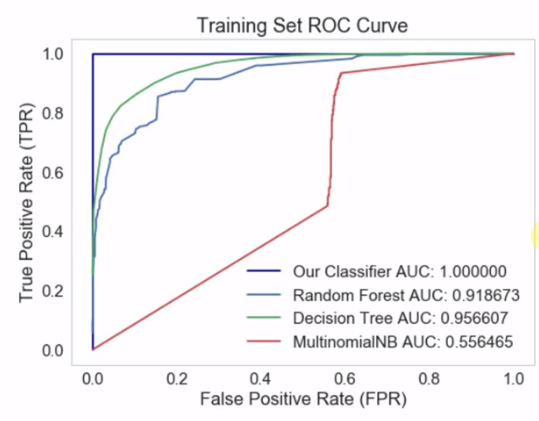 Training Set ROC Curve
True Positive Rate (TPR)
1.0
0.8
0.6
0.4
0.2
0.0
Our Classifier AUC: 1.000000
Random Forest AUC: 0.918673
Decision Tree AUC: 0.956607
MultinomialNB AUC: 0.556465
0.0 0.2 0.4 0.6 0.8 1.0
False Positive Rate (FPR)